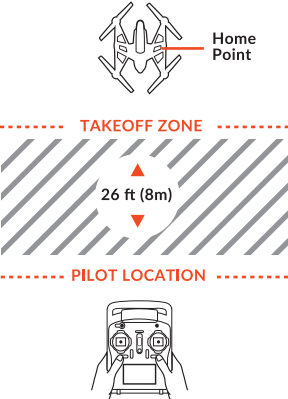 Home
Point
TAKEOFF ZONE
26 ft (8m)
PILOT LOCATION